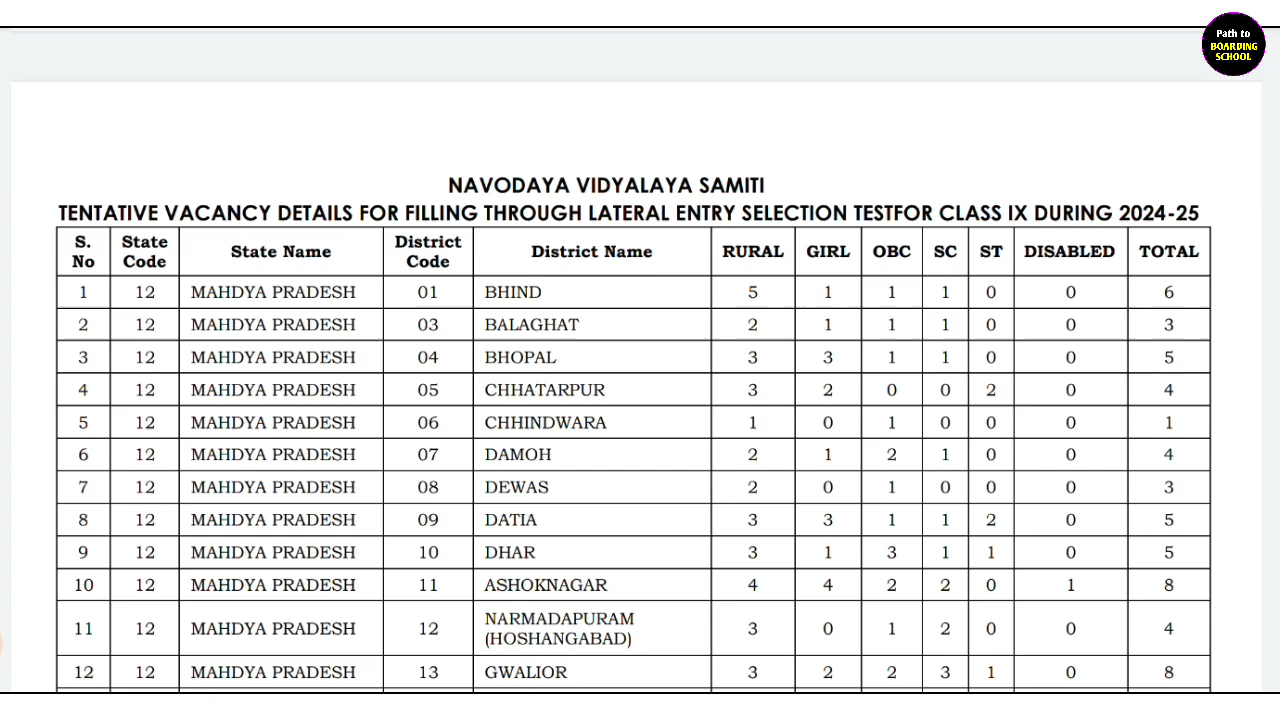 Path to
BOARDING
SCHOOL
NAVODAYA VIDYALAYA SAMITI
TENTATIVE VACANCY DETAILS FOR FILLING THROUGH LATERAL ENTRY SELECTION TESTFOR CLASS IX DURING 2024-25
S. No State Code State Name District Code District Name RURAL GIRL OBC SC ST DISABLED TOTAL
1 12 MAHDYA PRADESH 01 BHIND 5 1 1 1 0 0 6
2 12 MAHDYA PRADESH 03 BALAGHAT 2 1 1 1 0 0 3
3 12 MAHDYA PRADESH 04 BHOPAL 3 3 1 1 0 0 5
4 12 MAHDYA PRADESH 05 CHHATARPUR 3 2 0 0 2 0 4
5 12 MAHDYA PRADESH 06 CHHINDWARA 1 0 1 0 0 0 1
6 12 MAHDYA PRADESH 07 DAMOH 2 1 2 1 0 0 4
7 12 MAHDYA PRADESH 08 DEWAS 2 0 1 0 0 0 3
8 12 MAHDYA PRADESH 09 DATIA 3 3 1 1 2 0 5
9 12 MAHDYA PRADESH 10 DHAR 3 1 3 1 1 0 5
10 12 MAHDYA PRADESH 11 ASHOKNAGAR 4 4 2 2 0 1 8
11 12 MAHDYA PRADESH 12 NARMADAPURAM (HOSHANGABAD) 3 0 1 2 0 0 4
12 12 MAHDYA PRADESH 13 GWALIOR 3 2 2 3 1 0 8